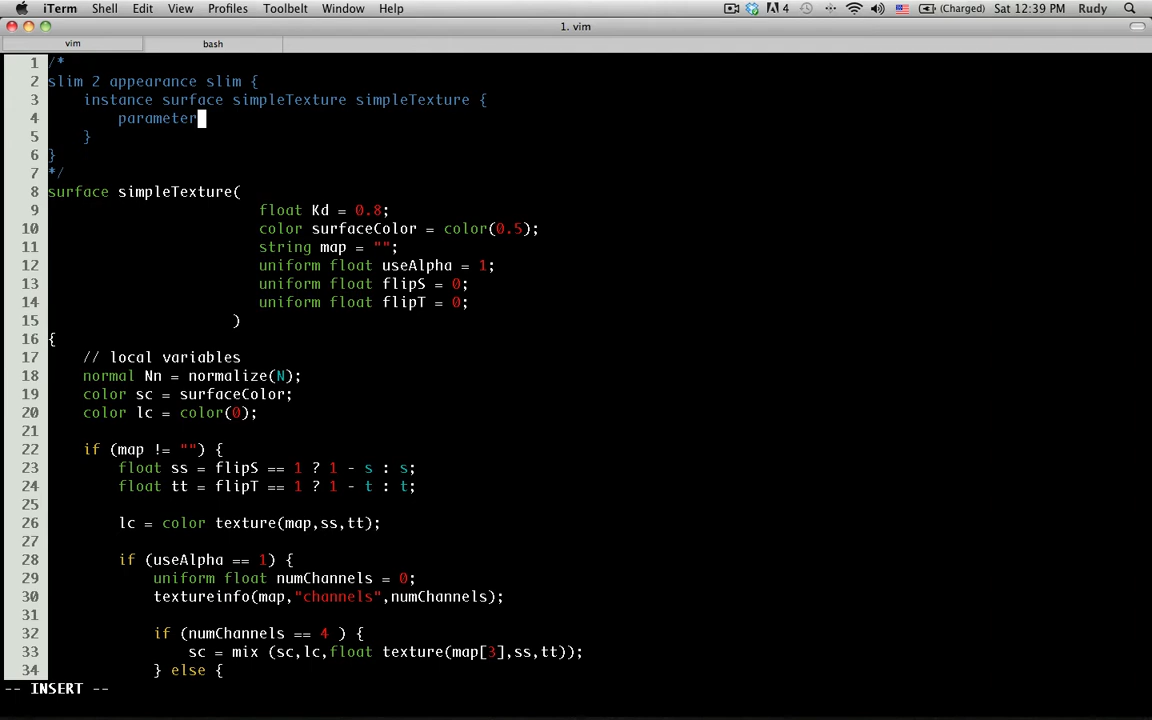 iTerm Shell Edit View Profiles Toolbelt Window Help 4 (Charged) Sat 12:39 PM Rudy
1. vim
vim bash
1 /*
2 slim 2 appearance slim {
3 instance surface simpleTexture simpleTexture {
4 parameter
5 }
6 }
7 */
8 surface simpleTexture(
9 float Kd = 0.8;
10 color surfaceColor = color(0.5);
11 string map = "";
12 uniform float useAlpha = 1;
13 uniform float flipS = 0;
14 uniform float flipT = 0;
15 )
16 {
17 // local variables
18 normal Nn = normalize(N);
19 color sc = surfaceColor;
20 color lc = color(0);
21
22 if (map != "") {
23 float ss = flipS == 1 ? 1 - s : s;
24 float tt = flipT == 1 ? 1 - t : t;
25
26 lc = color texture(map,ss,tt);
27
28 if (useAlpha == 1) {
29 uniform float numChannels = 0;
30 textureinfo(map,"channels",numChannels);
31
32 if (numChannels == 4 ) {
33 sc = mix (sc,lc,float texture(map[3],ss,tt));
34 } else {
-- INSERT --